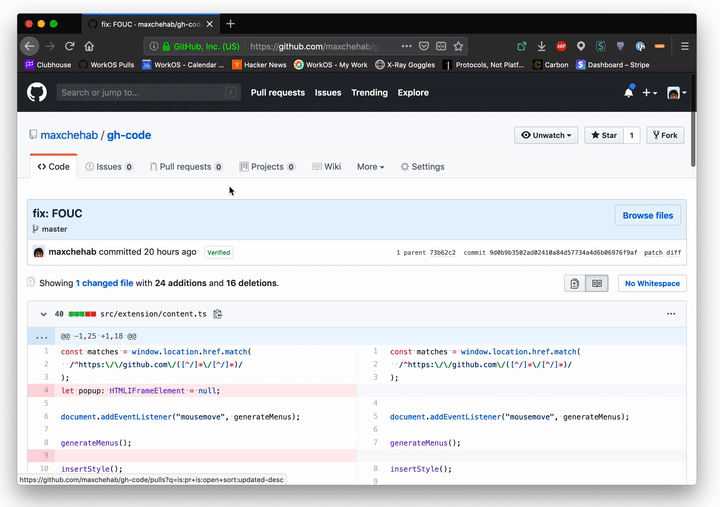 fix: FOUC · maxchehab/gh-cod
GitHub, Inc. (US)
https://github.com/maxchehab/g
Clubhouse
WorkOS Pulls
WorkOS - Calendar ...
Hacker News
WorkOS - My Work
X-Ray Goggles
Protocols, Not Platf...
Carbon
Dashboard – Stripe
Search or jump to...
/
Pull requests
Issues
Trending
Explore
maxchehab / gh-code
Unwatch
Star
1
Fork
<> Code
Issues 0
Pull requests 0
Projects 0
Wiki
More
Settings
fix: FOUC
Browse files
master
maxchehab committed 20 hours ago
Verified
1 parent 73b62c2
commit 9d0b9b3502ad02410a84d57734a4d6b06976f9af
patch diff
Showing 1 changed file with 24 additions and 16 deletions.
No Whitespace
40 src/extension/content.ts
...
... @@ -1,25 +1,18 @@
1 const matches = window.location.href.match( 1 const matches = window.location.href.match(
2 /^https:\/\/github.com\/([^/]*\/[^/]*)/ 2 /^https:\/\/github.com\/([^/]*\/[^/]*)/
3 ); 3 );
4 let popup: HTMLIFrameElement = null;
5 4
6 document.addEventListener("mousemove", generateMenus); 5 document.addEventListener("mousemove", generateMenus);
7 6
8 generateMenus(); 7 generateMenus();
9
10 insertStyle(); 8 insertStyle();
9
https://github.com/maxchehab/gh-code/pulls?q=is:pr+is:open+sort:updated-desc